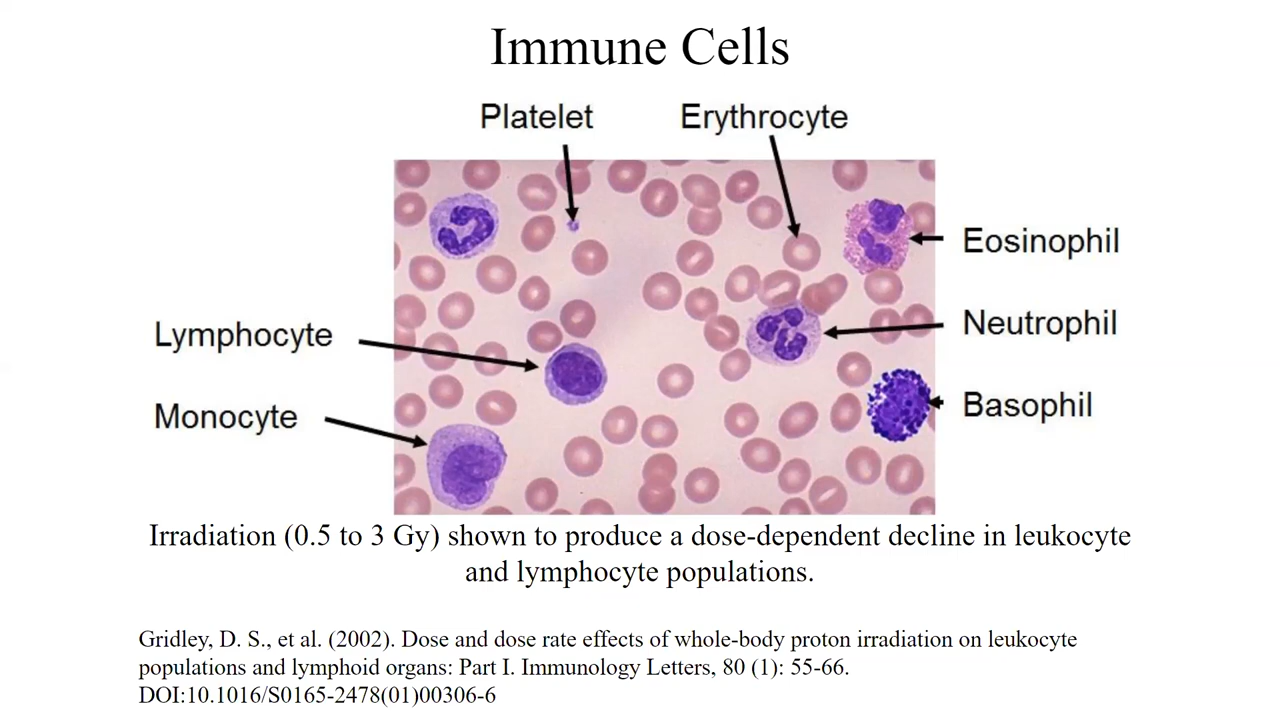 Immune Cells
Platelet
Erythrocyte
Eosinophil
Lymphocyte
Neutrophil
Monocyte
Basophil
Irradiation (0.5 to 3 Gy) shown to produce a dose-dependent decline in leukocyte
and lymphocyte populations.
Gridley, D. S., et al. (2002). Dose and dose rate effects of whole-body proton irradiation on leukocyte
populations and lymphoid organs: Part I. Immunology Letters, 80 (1): 55-66.
DOI:10.1016/S0165-2478(01)00306-6